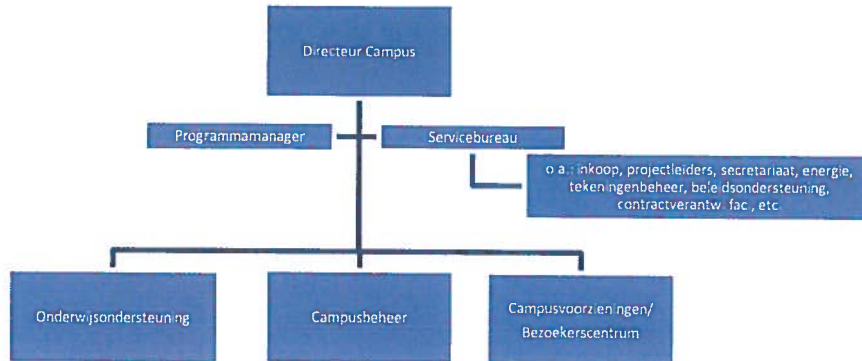 Directeur Campus
Programmamanager
Servicebureau
o.a.: inkoop, projectleiders, secretariaat, energie,
tekeningenbeheer, beleidsondersteuning,
contractverantw. fac., etc
Onderwijsondersteuning
Campusbeheer
Campusvoorzieningen/
Bezoekerscentrum